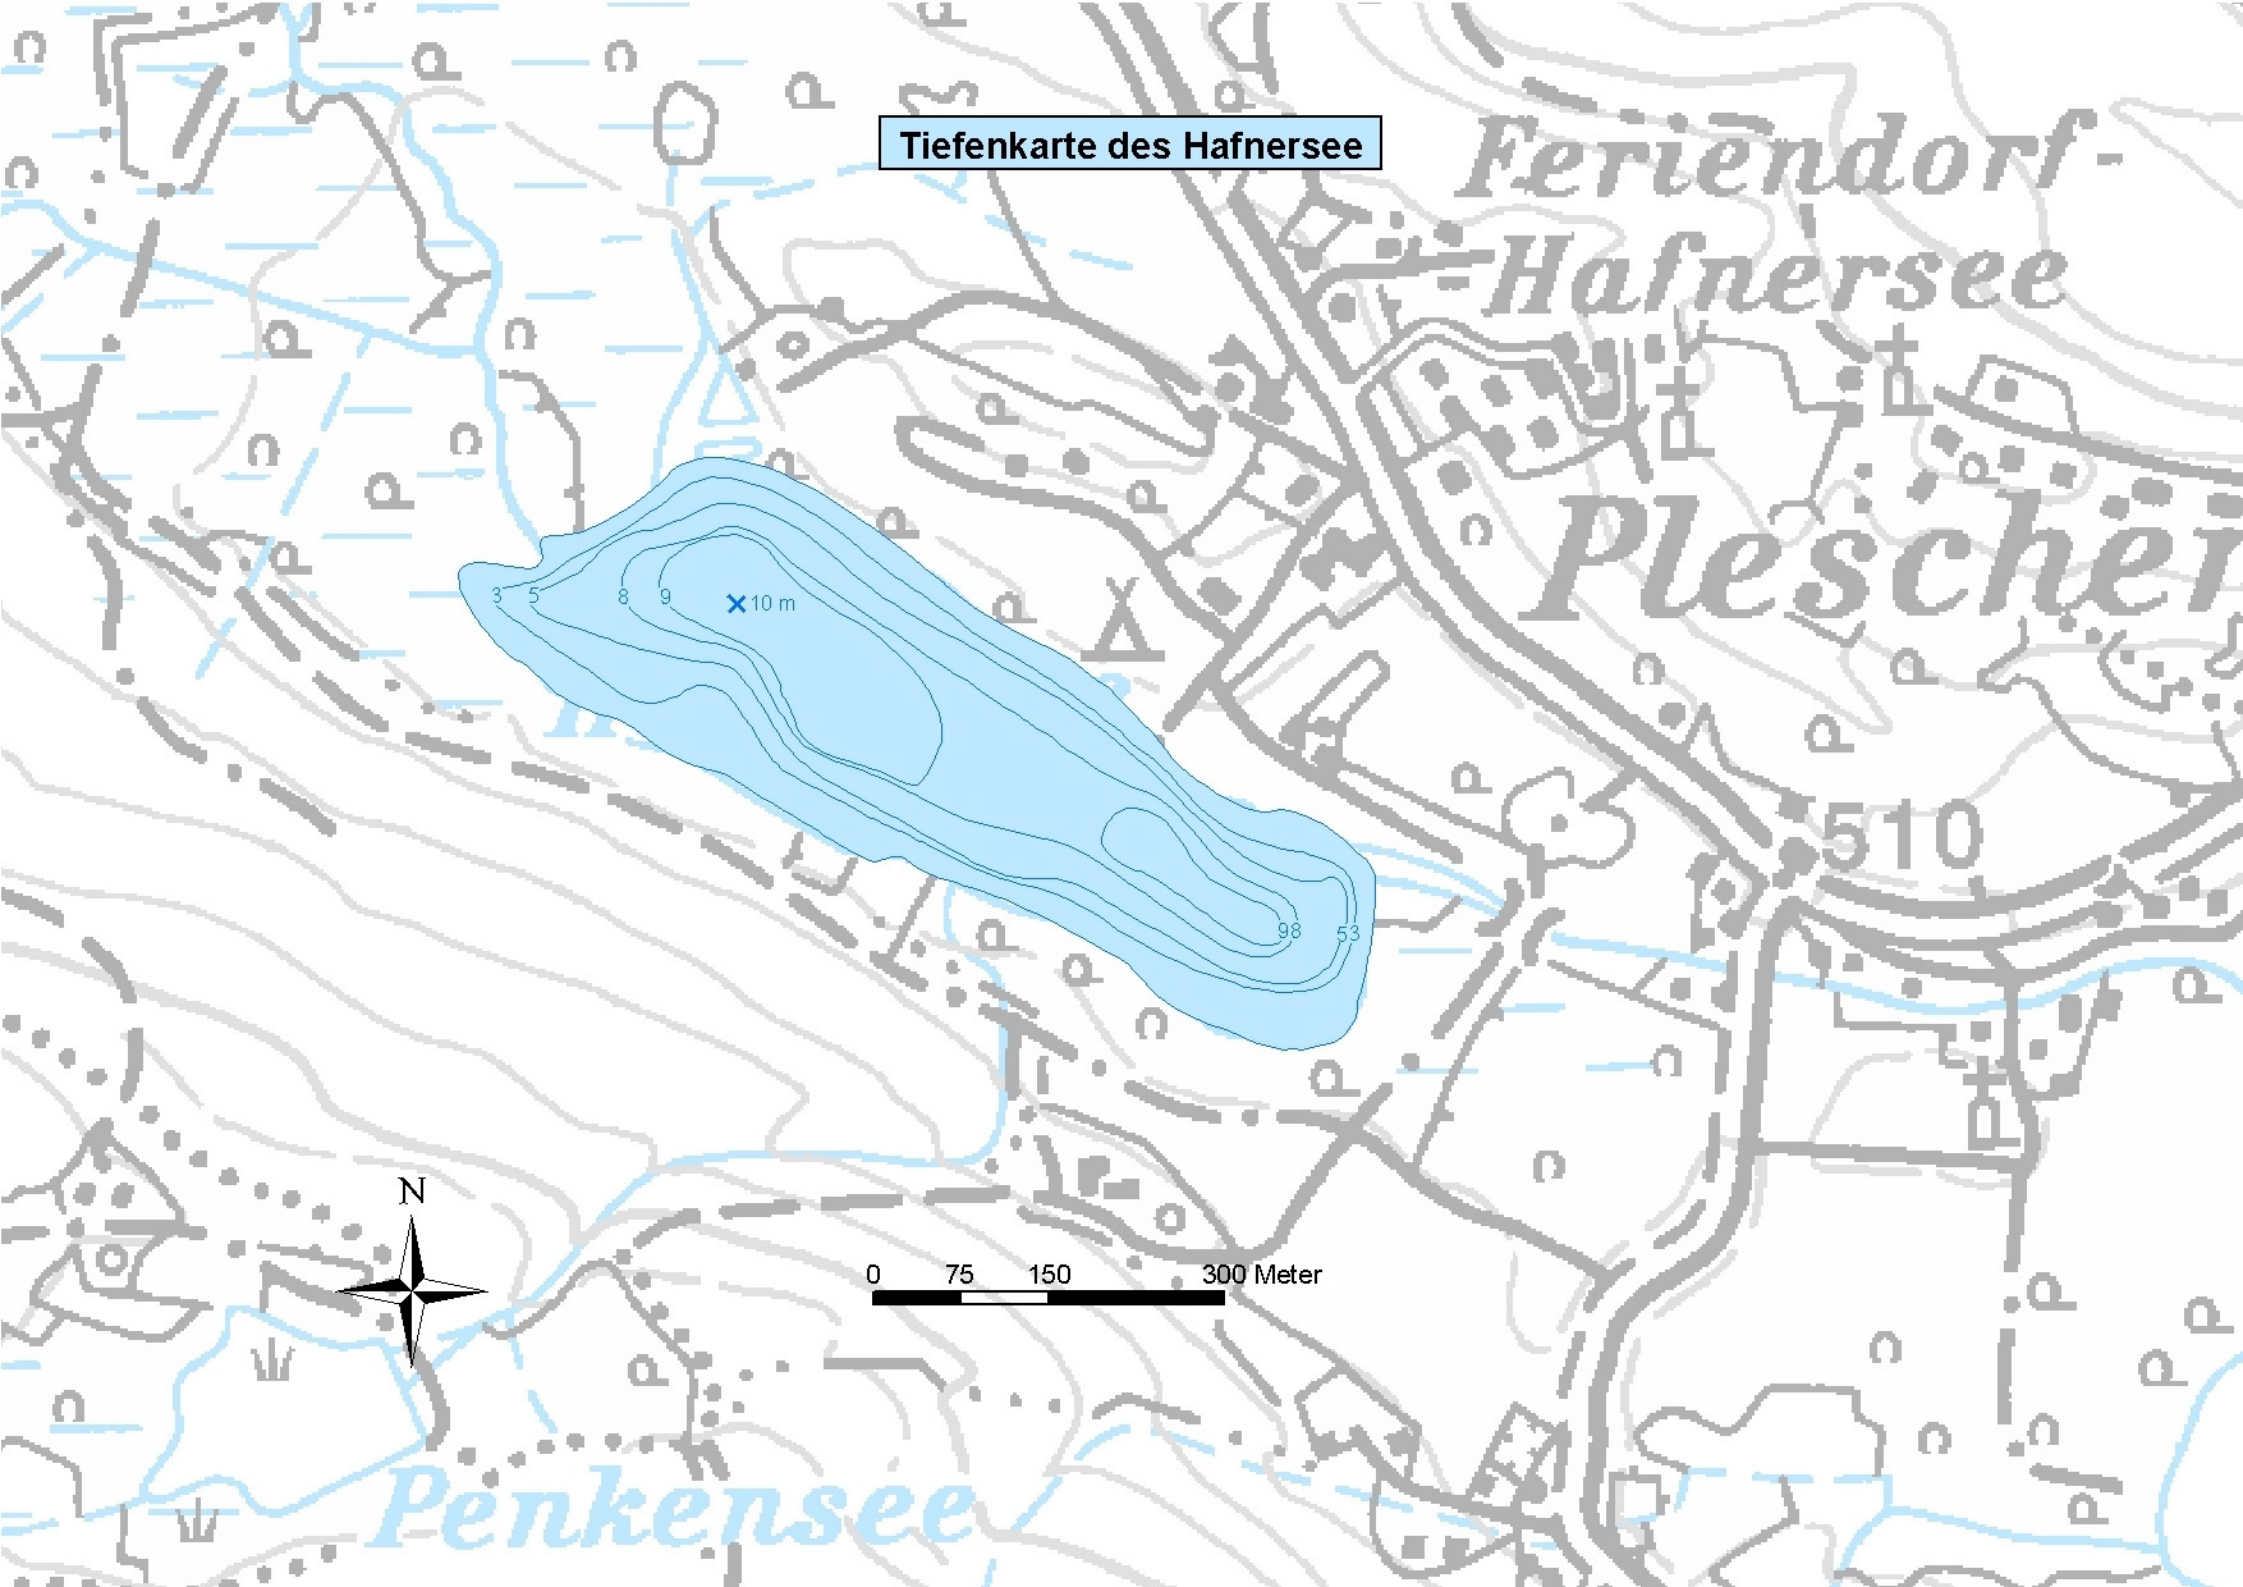 Tiefenkarte des Hafnersee
Feriendorf-
-Hafnersee
3 5 8 9 10 m
510
98 53
N
0 75 150 300 Meter
Penkensee